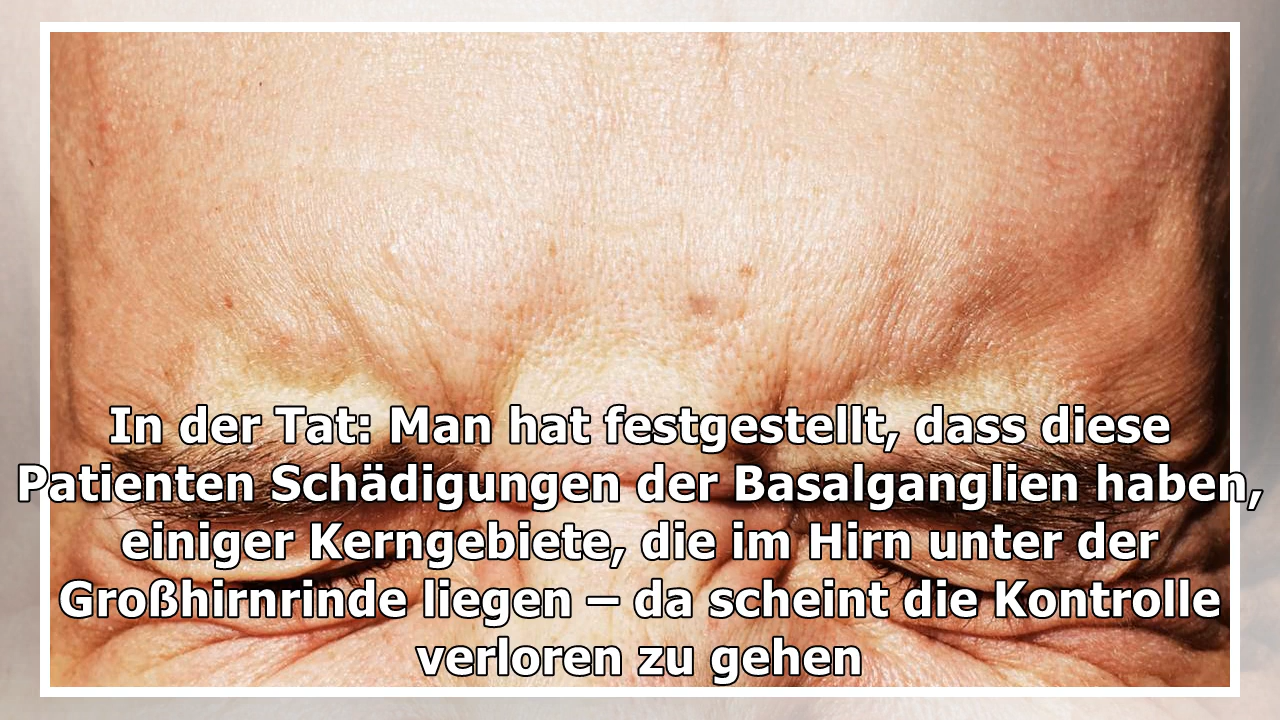 In der Tat: Man hat festgestellt, dass diese
Patienten Schädigungen der Basalganglien haben,
einiger Kerngebiete, die im Hirn unter der
Großhirnrinde liegen – da scheint die Kontrolle
verloren zu gehen